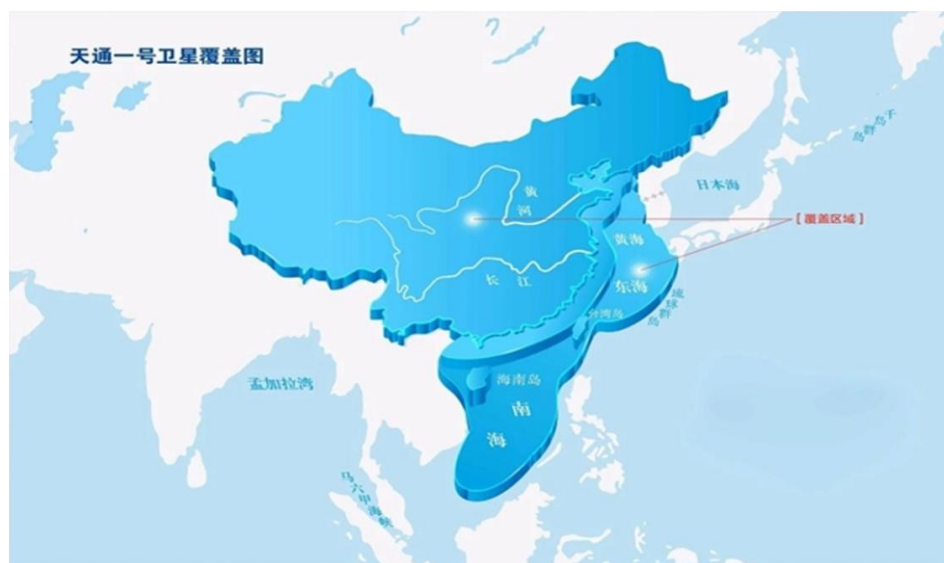 天通一号卫星覆盖图
千岛群岛
日本海
黄河
【覆盖区域】
黄海
长江
东海
琉球群岛
台湾岛
海南岛
孟加拉湾
南海
马六甲海峡